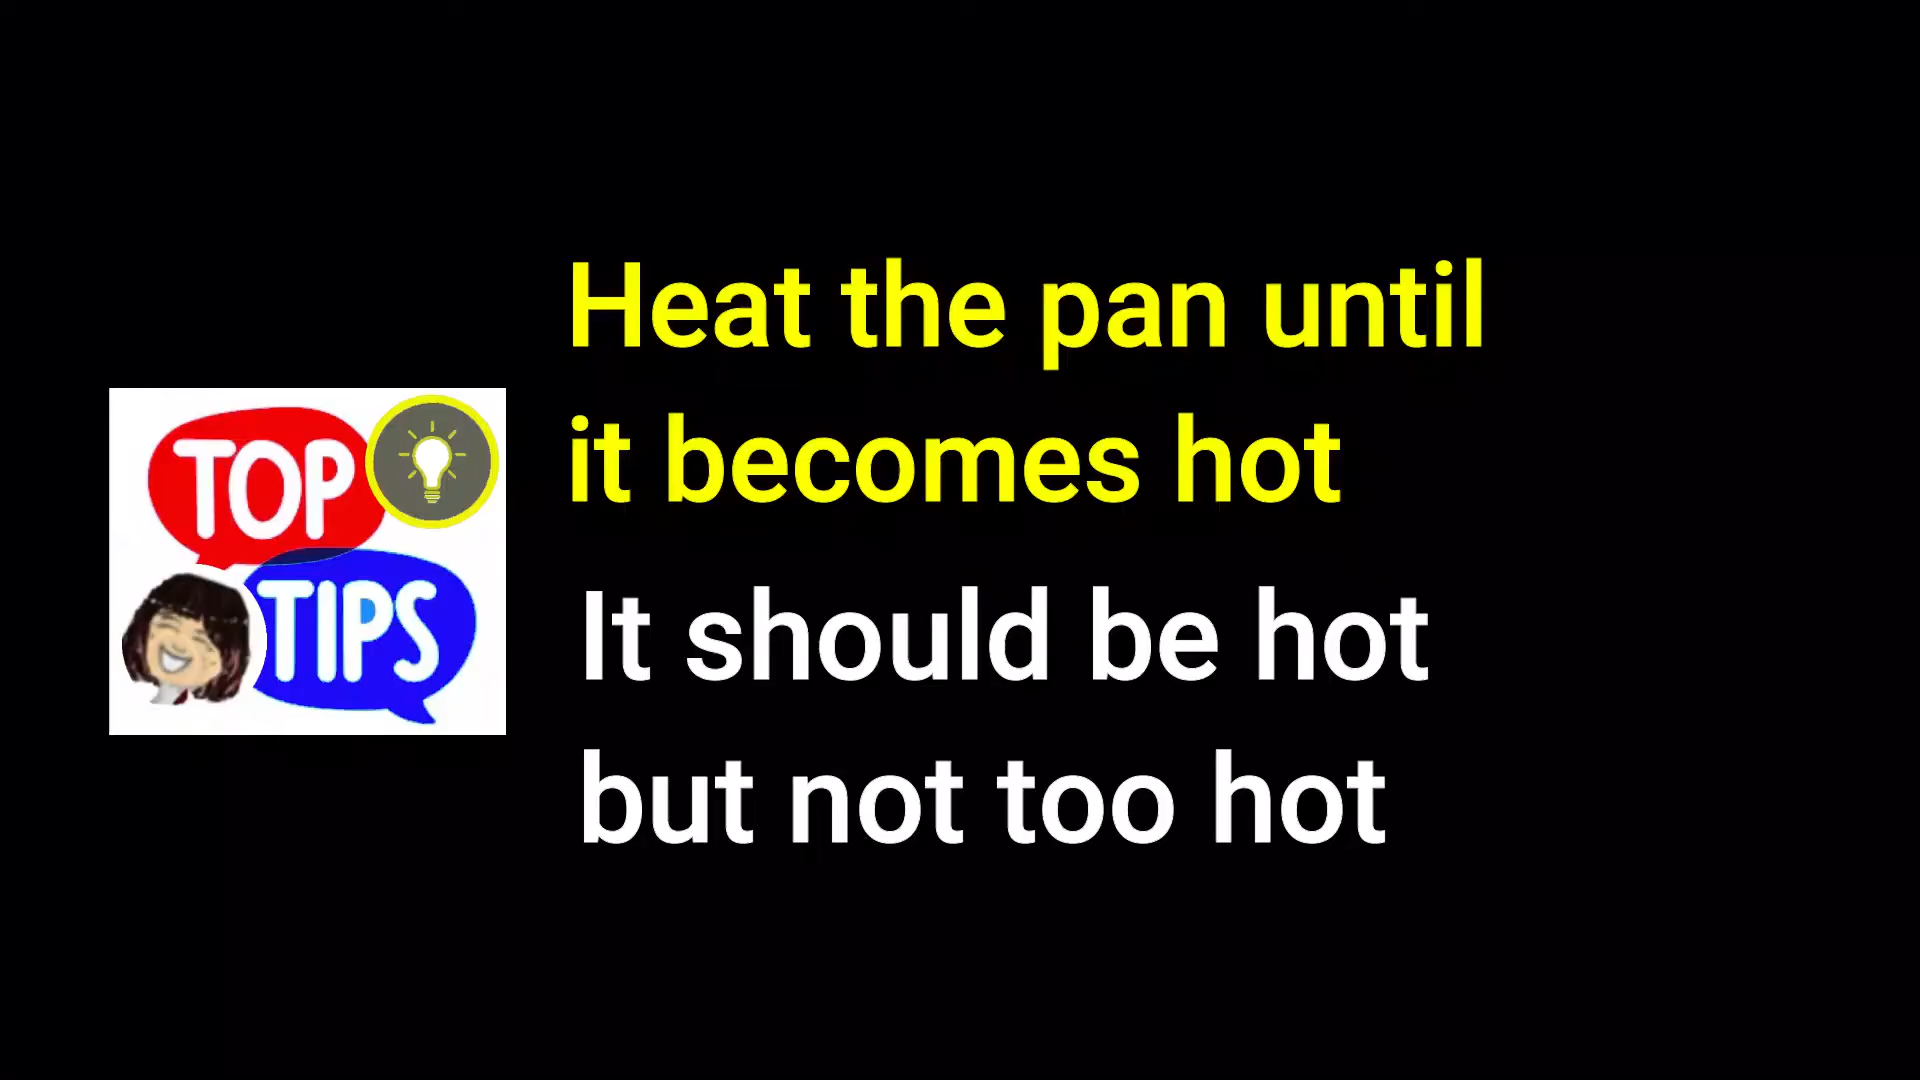 TOP
TIPS
Heat the pan until
it becomes hot
It should be hot
but not too hot